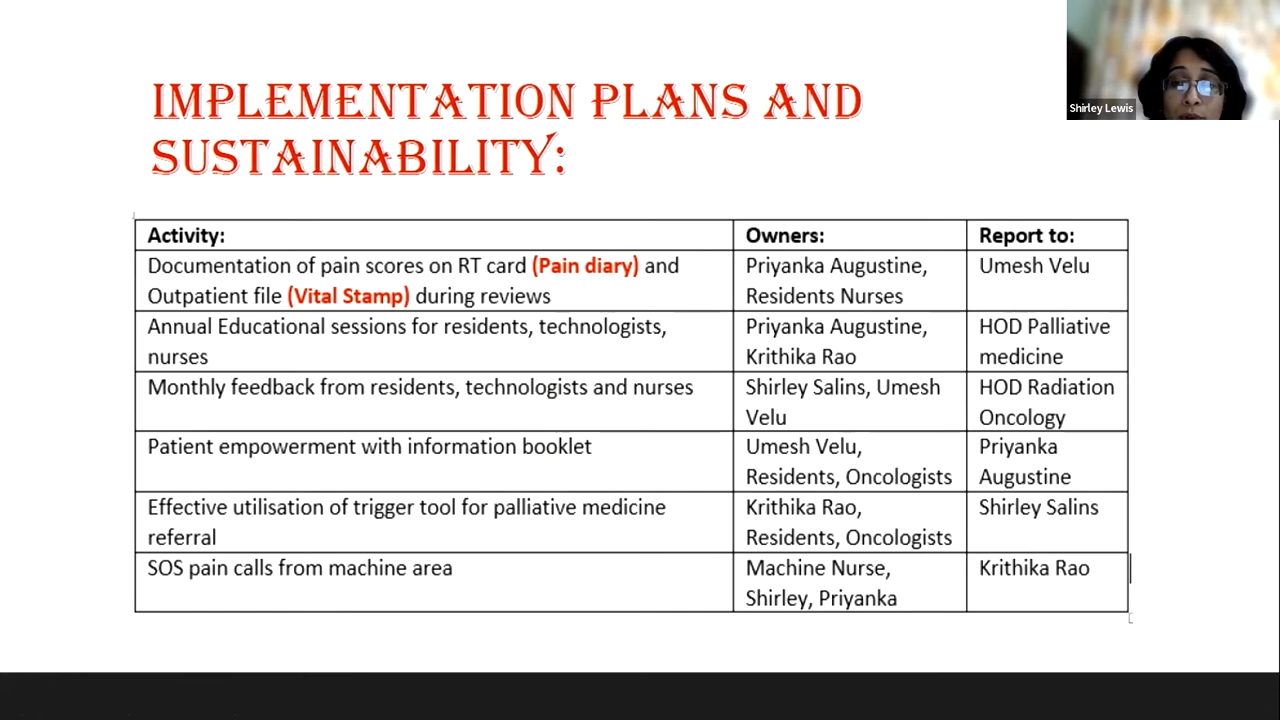 Shirley Lewis
IMPLEMENTATION PLANS AND
SUSTAINABILITY:
Activity: Owners: Report to:
Documentation of pain scores on RT card (Pain diary) and Priyanka Augustine, Umesh Velu
Outpatient file (Vital Stamp) during reviews Residents Nurses
Annual Educational sessions for residents, technologists, Priyanka Augustine, HOD Palliative
nurses Krithika Rao medicine
Monthly feedback from residents, technologists and nurses Shirley Salins, Umesh HOD Radiation
Velu Oncology
Patient empowerment with information booklet Umesh Velu, Priyanka
Residents, Oncologists Augustine
Effective utilisation of trigger tool for palliative medicine Krithika Rao, Shirley Salins
referral Residents, Oncologists
SOS pain calls from machine area Machine Nurse, Krithika Rao
Shirley, Priyanka